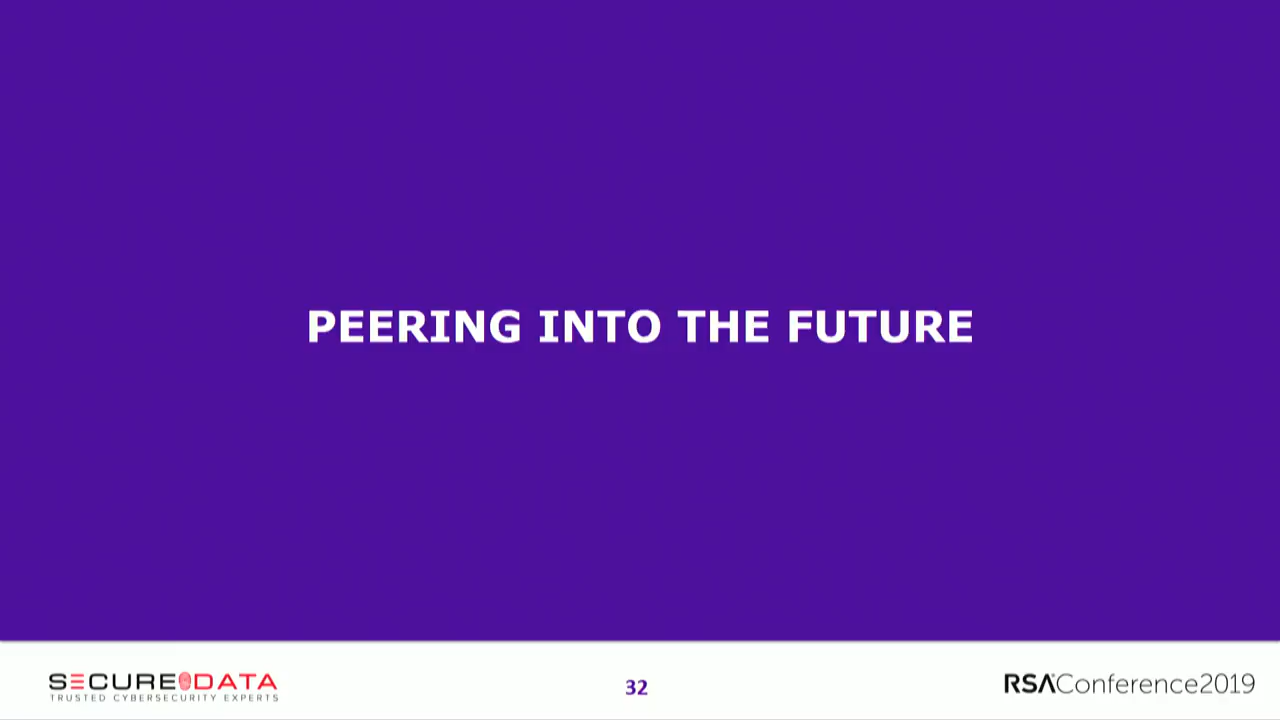 PEERING INTO THE FUTURE
SECUREDATA
TRUSTED CYBERSECURITY EXPERTS
32
RSAConference2019